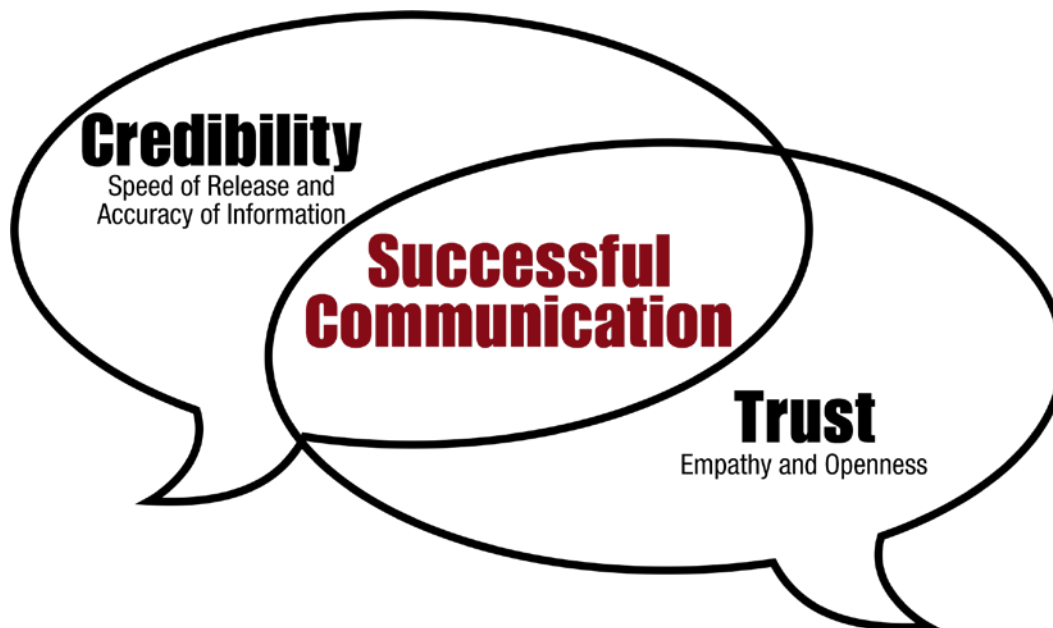 Credibility
Speed of Release and
Accuracy of Information
Successful
Communication
Trust
Empathy and Openness